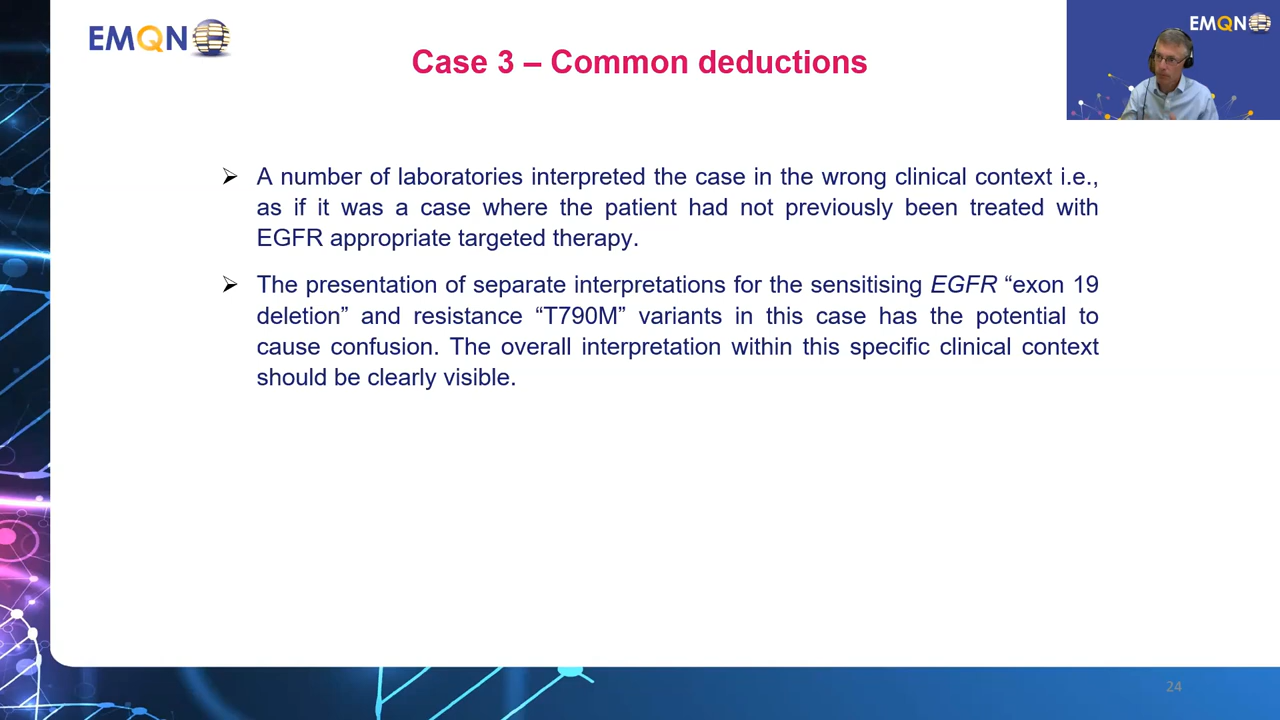 EMQN
EMQN
Case 3 – Common deductions
➢ A number of laboratories interpreted the case in the wrong clinical context i.e.,
as if it was a case where the patient had not previously been treated with
EGFR appropriate targeted therapy.
➢ The presentation of separate interpretations for the sensitising EGFR “exon 19
deletion” and resistance “T790M” variants in this case has the potential to
cause confusion. The overall interpretation within this specific clinical context
should be clearly visible.
24